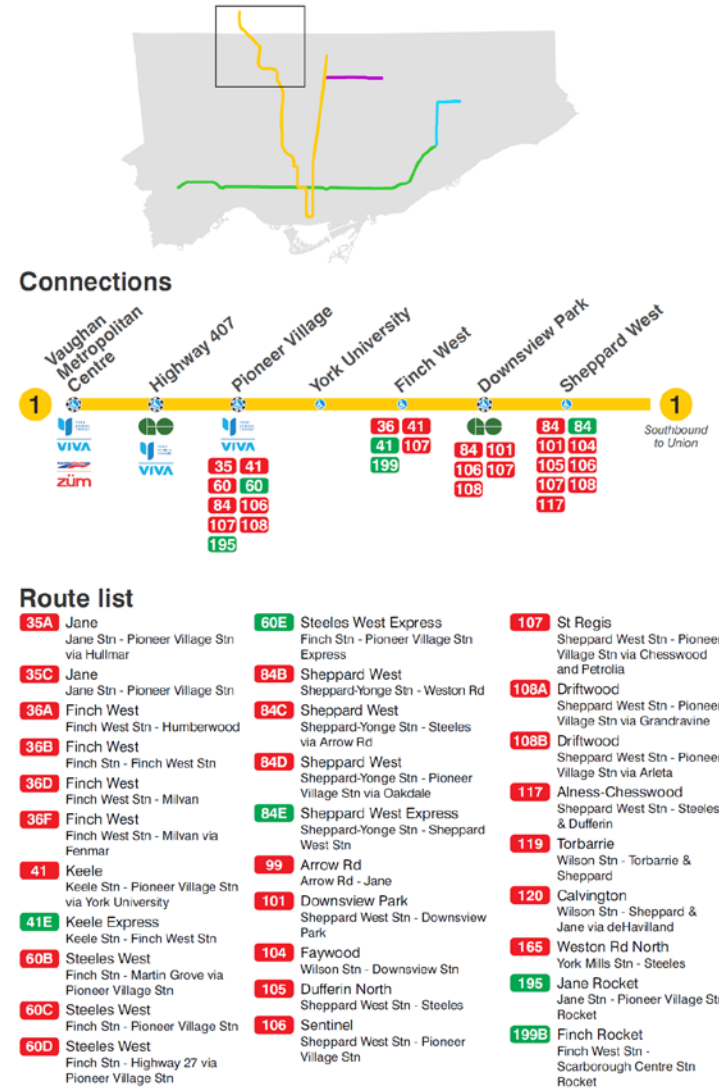 Connections
Vaughan
Metropolitan
Centre
Highway 407
Pioneer Village
York University
Finch West
Downsview Park
Sheppard West
1
1
Southbound
to Union
VIVA
züm
GO
VIVA
VIVA
35 41
60 60
84 106
107 108
195
36 41
41 107
199
GO
84 101
106 107
108
84 84
101 104
105 106
107 108
117
Route list
35A Jane
Jane Stn - Pioneer Village Stn
via Hullmar
35C Jane
Jane Stn - Pioneer Village Stn
36A Finch West
Finch West Stn - Humberwood
36B Finch West
Finch Stn - Finch West Stn
36D Finch West
Finch West Stn - Milvan
36F Finch West
Finch West Stn - Milvan via
Fenmar
41 Keele
Keele Stn - Pioneer Village Stn
via York University
41E Keele Express
Keele Stn - Finch West Stn
60B Steeles West
Finch Stn - Martin Grove via
Pioneer Village Stn
60C Steeles West
Finch Stn - Pioneer Village Stn
60D Steeles West
Finch Stn - Highway 27 via
Pioneer Village Stn
60E Steeles West Express
Finch Stn - Pioneer Village Stn
Express
84B Sheppard West
Sheppard-Yonge Stn - Weston Rd
84C Sheppard West
Sheppard-Yonge Stn - Steeles
via Arrow Rd
84D Sheppard West
Sheppard-Yonge Stn - Pioneer
Village Stn via Oakdale
84E Sheppard West Express
Sheppard-Yonge Stn - Sheppard
West Stn
99 Arrow Rd
Arrow Rd - Jane
101 Downsview Park
Sheppard West Stn - Downsview
Park
104 Faywood
Wilson Stn - Downsview Stn
105 Dufferin North
Sheppard West Stn - Steeles
106 Sentinel
Sheppard West Stn - Pioneer
Village Stn
107 St Regis
Sheppard West Stn - Pioneer
Village Stn via Chesswood
and Petrolia
108A Driftwood
Sheppard West Stn - Pioneer
Village Stn via Grandravine
108B Driftwood
Sheppard West Stn - Pioneer
Village Stn via Arleta
117 Alness-Chesswood
Sheppard West Stn - Steeles
& Dufferin
119 Torbarrie
Wilson Stn - Torbarrie &
Sheppard
120 Calvington
Wilson Stn - Sheppard &
Jane via deHavilland
165 Weston Rd North
York Mills Stn - Steeles
195 Jane Rocket
Jane Stn - Pioneer Village St
Rocket
199B Finch Rocket
Finch West Stn -
Scarborough Centre Stn
Rocket